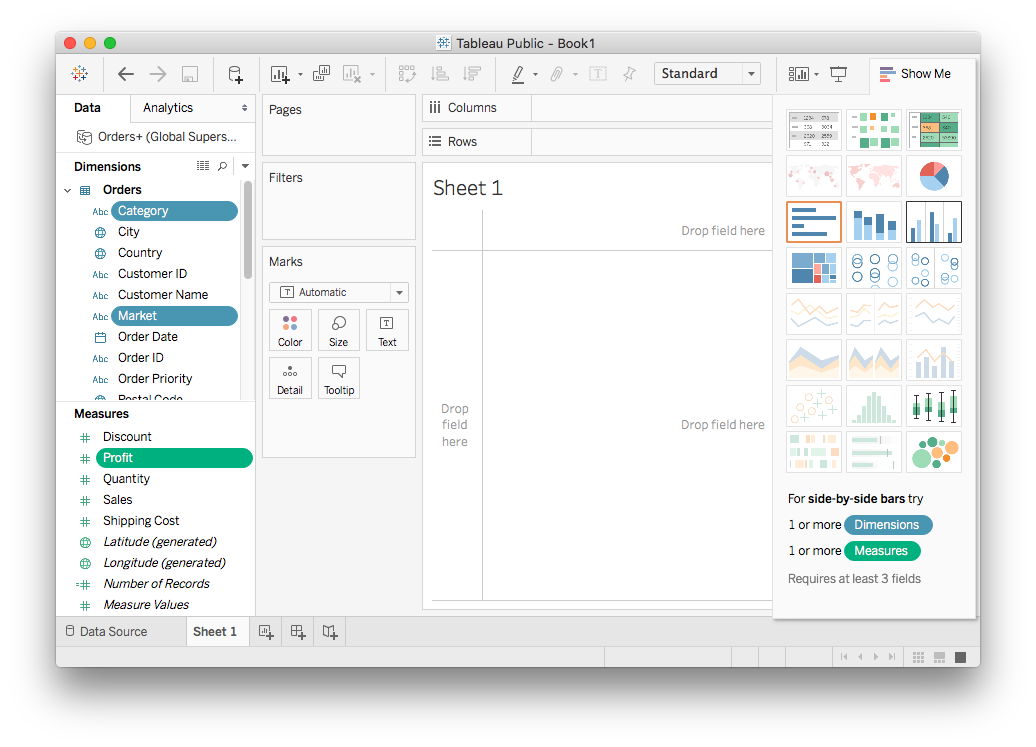 Tableau Public - Book1
Standard
Show Me
Data
Analytics
Pages
Columns
Orders+ (Global Supers...
Rows
Dimensions
Filters
Sheet 1
Orders
Abc Category
City
Drop field here
Country
Marks
Abc Customer ID
T Automatic
Abc Customer Name
Abc Market
Order Date
Color
Size
Text
Abc Order ID
Abc Order Priority
Detail
Tooltip
Postal Code
Measures
Drop
field
here
Drop field here
Discount
Profit
Quantity
Sales
Shipping Cost
Latitude (generated)
Longitude (generated)
Number of Records
Measure Values
For side-by-side bars try
1 or more Dimensions
1 or more Measures
Requires at least 3 fields
Data Source
Sheet 1